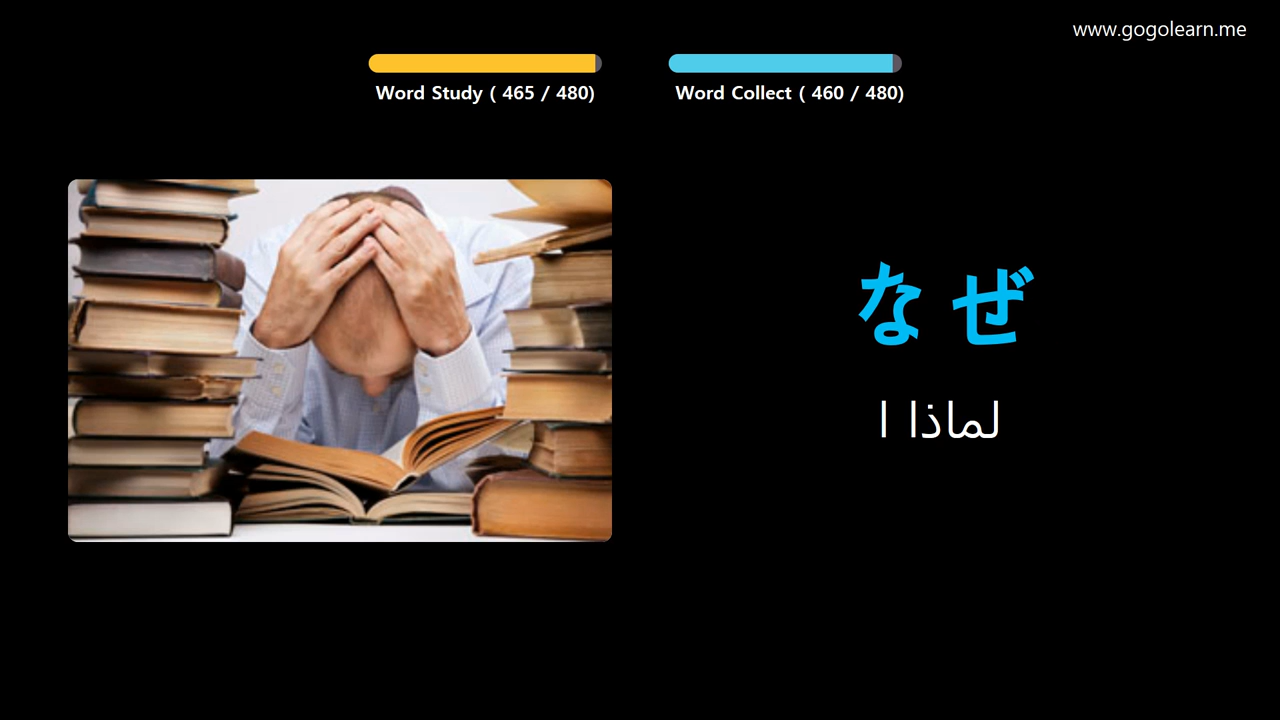 www.gogolearn.me
Word Study ( 465 / 480)
Word Collect ( 460 / 480)
なぜ
لماذا ا